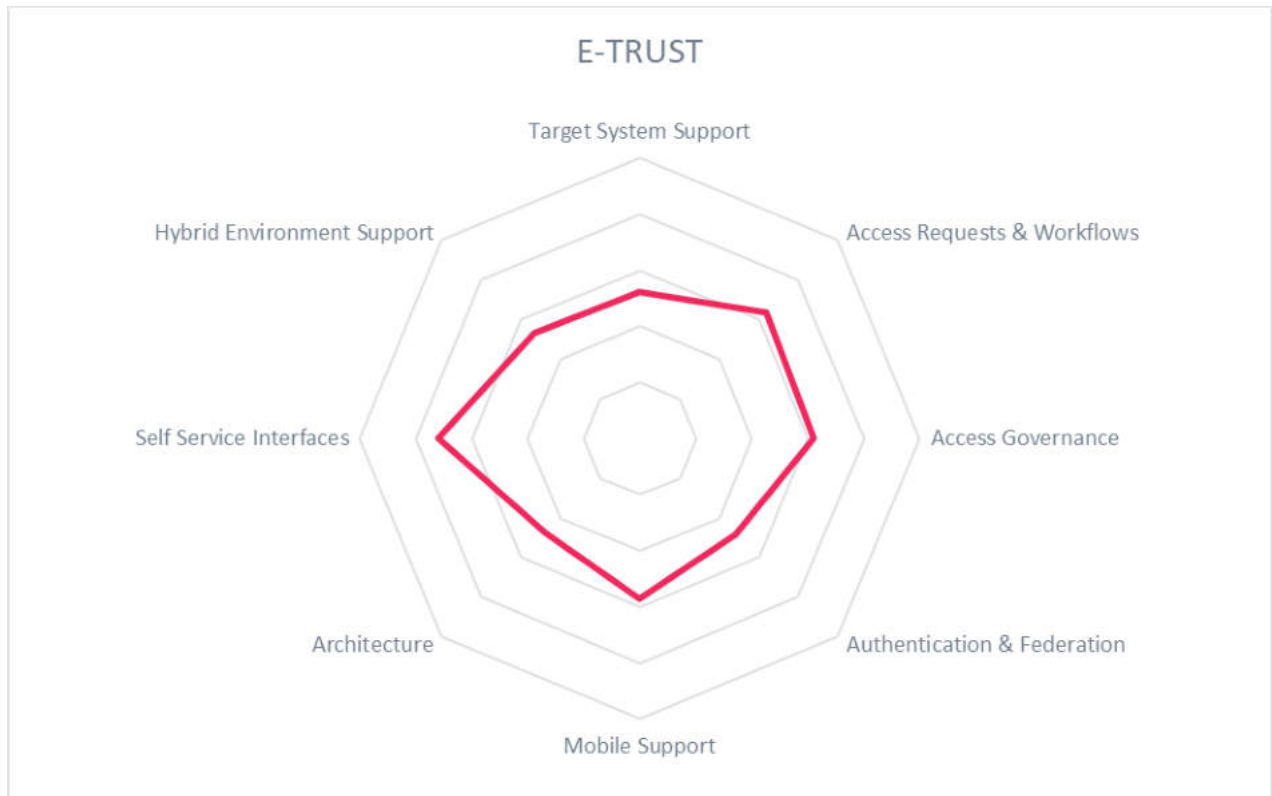 E-TRUST
Target System Support
Hybrid Environment Support
Access Requests & Workflows
Self Service Interfaces
Access Governance
Architecture
Authentication & Federation
Mobile Support